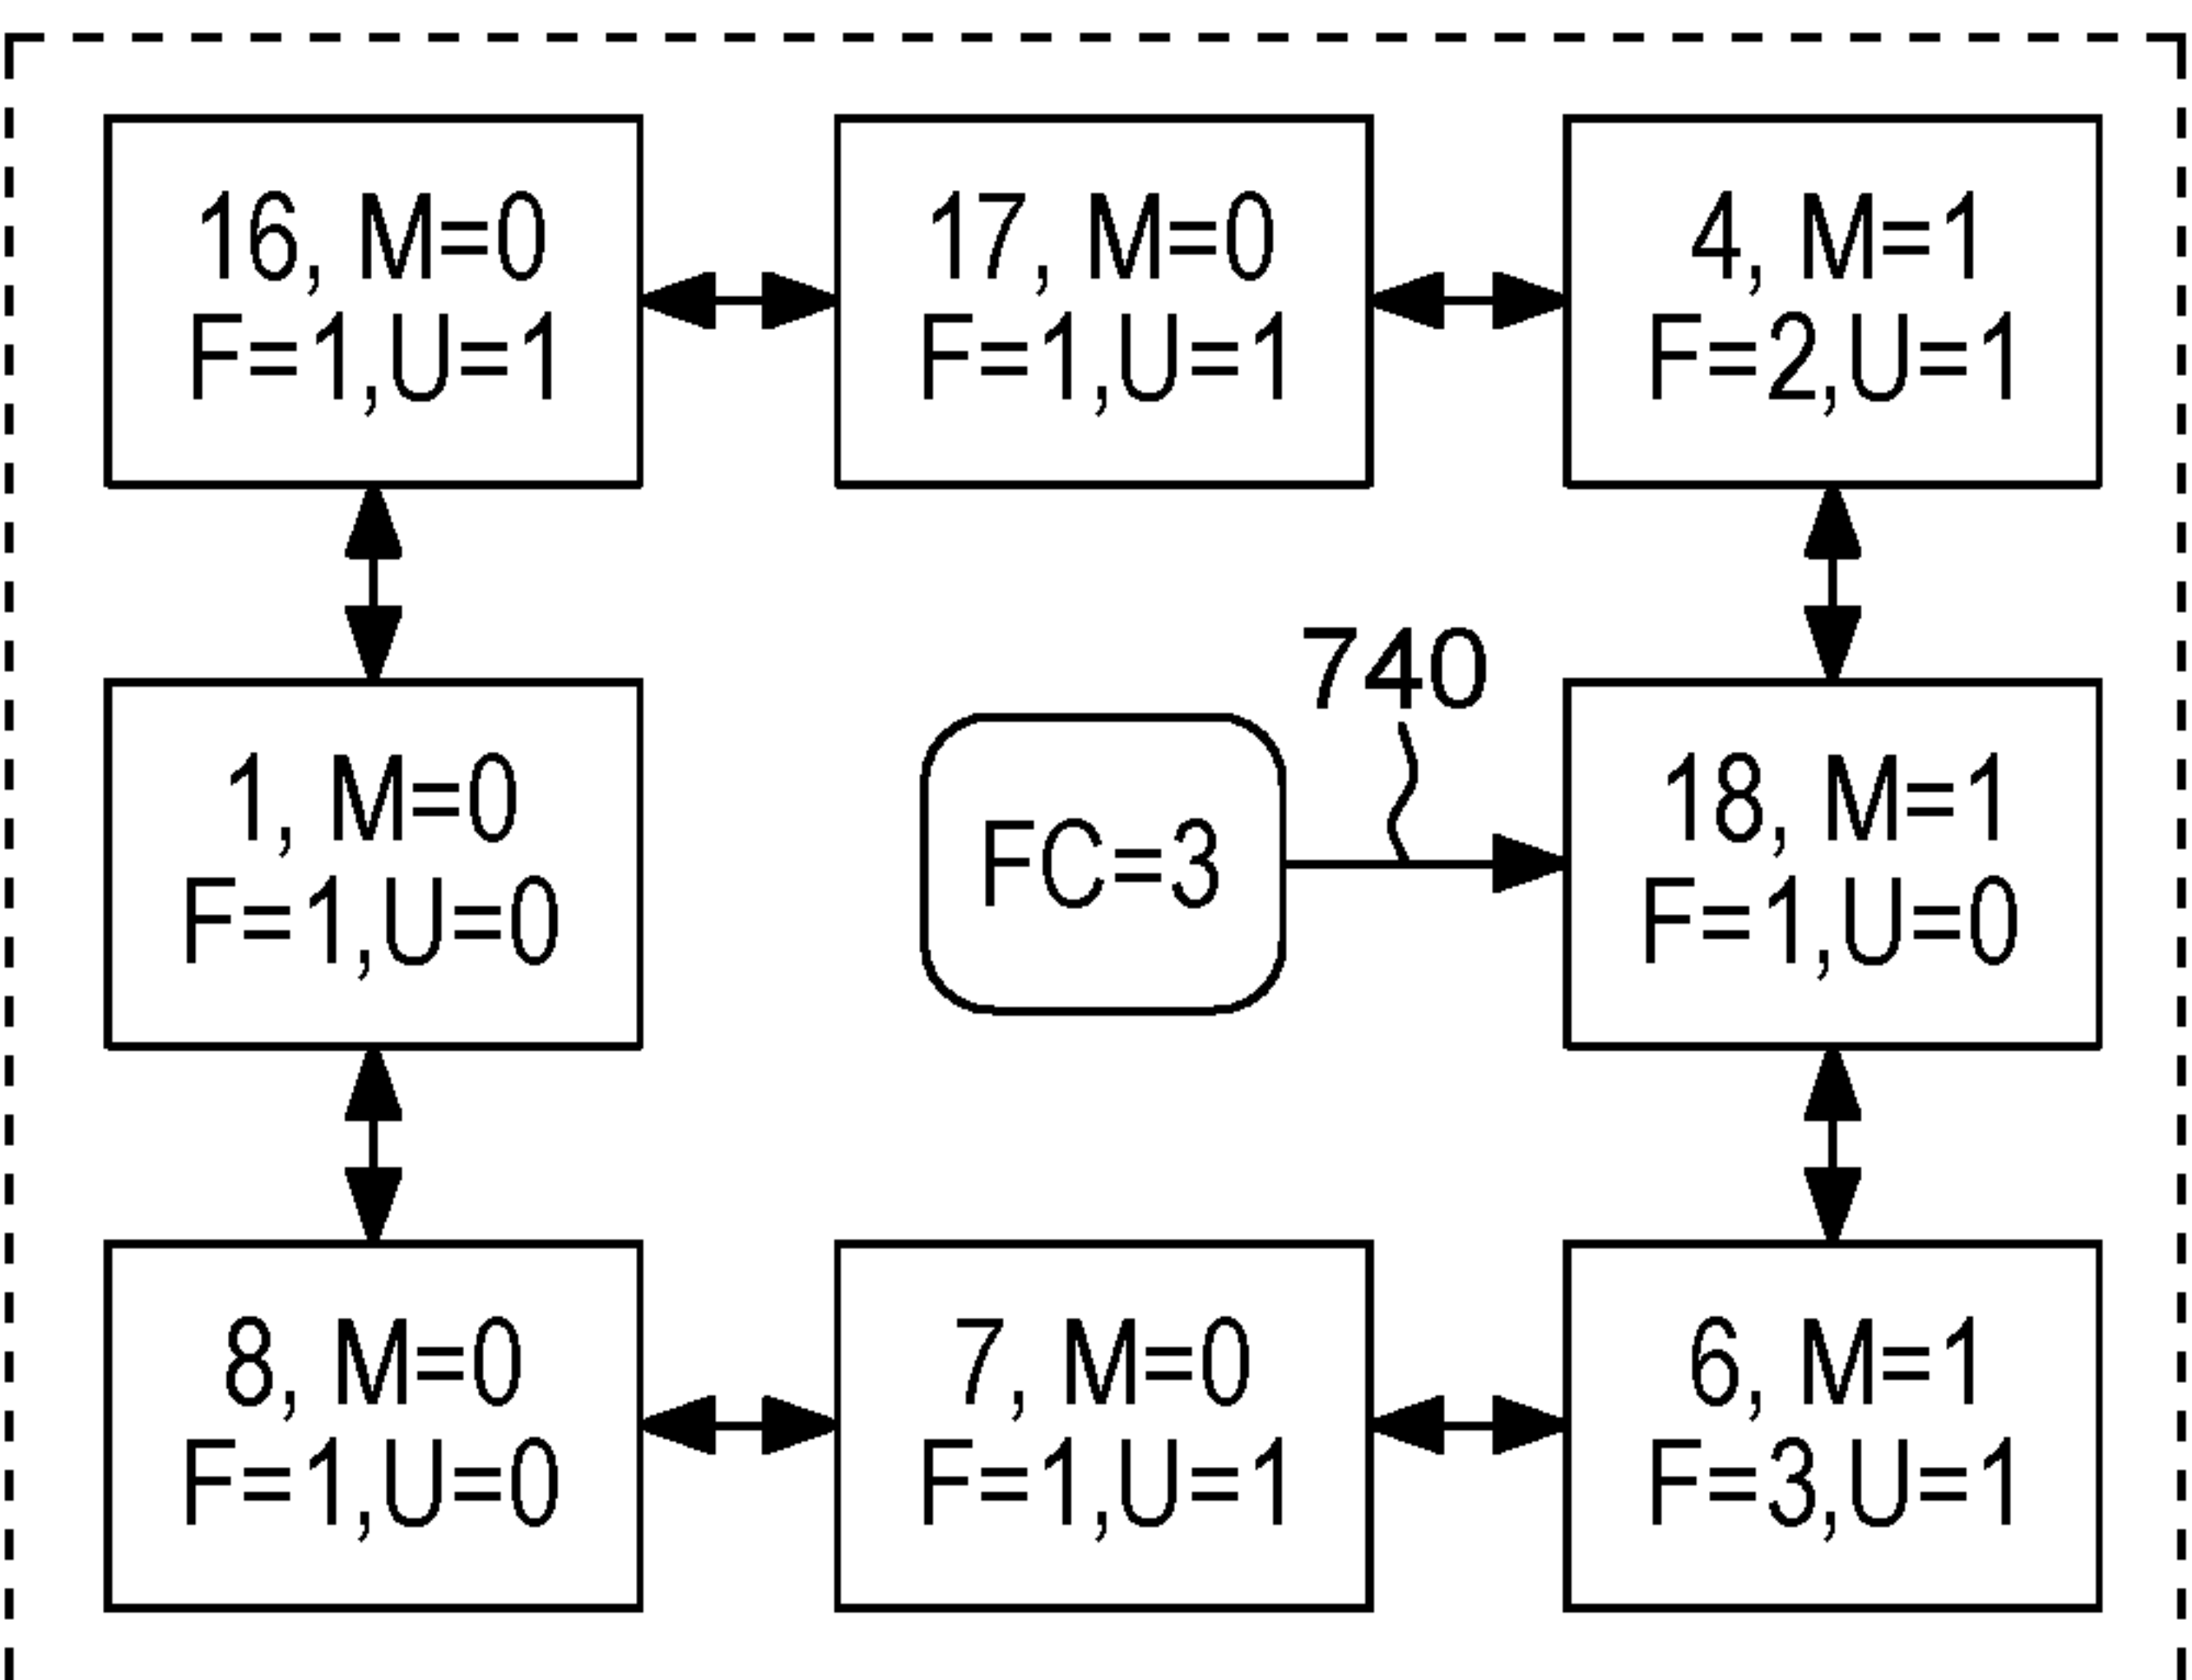 16, M=0
F=1,U=1
17, M=0
F=1,U=1
4, M=1
F=2,U=1
740
1, M=0
F=1,U=0
FC=3
18, M=1
F=1,U=0
8, M=0
F=1,U=0
7, M=0
F=1,U=1
6, M=1
F=3,U=1